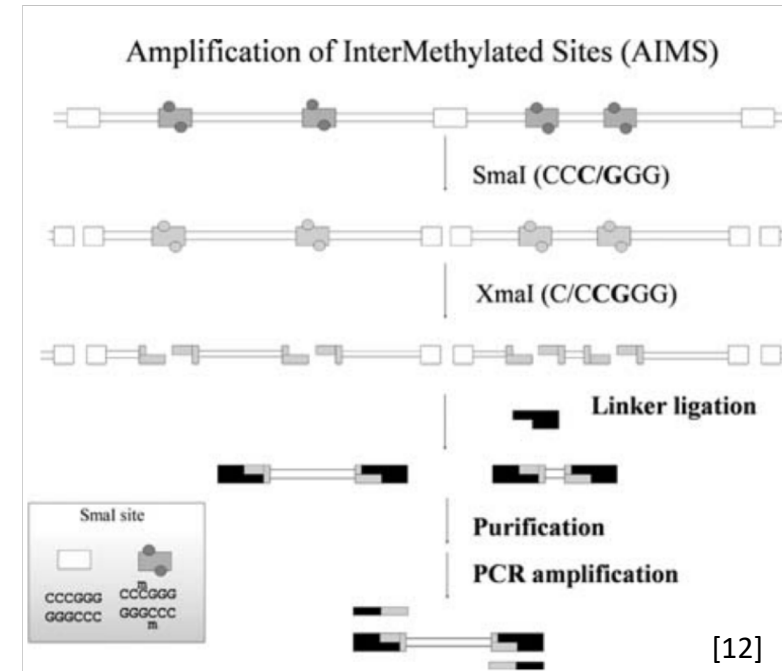 Amplification of InterMethylated Sites (AIMS)
SmaI (CCC/GGG)
XmaI (C/CCGGG)
Linker ligation
Purification
PCR amplification
SmaI site
m
CCCGGG CCCGGG
GGGCCC GGGCCC
m
[12]